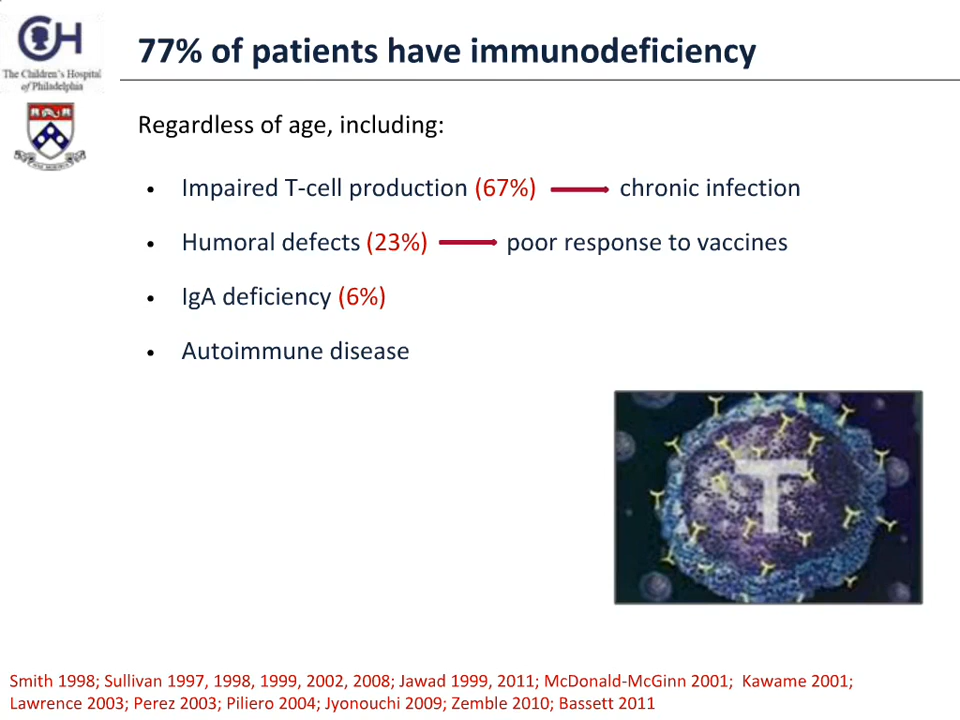 CH
The Children's Hospital
of Philadelphia
77% of patients have immunodeficiency
Regardless of age, including:
• Impaired T-cell production (67%) chronic infection
• Humoral defects (23%) poor response to vaccines
• IgA deficiency (6%)
• Autoimmune disease
T
Smith 1998; Sullivan 1997, 1998, 1999, 2002, 2008; Jawad 1999, 2011; McDonald-McGinn 2001; Kawame 2001;
Lawrence 2003; Perez 2003; Piliero 2004; Jyonouchi 2009; Zemble 2010; Bassett 2011